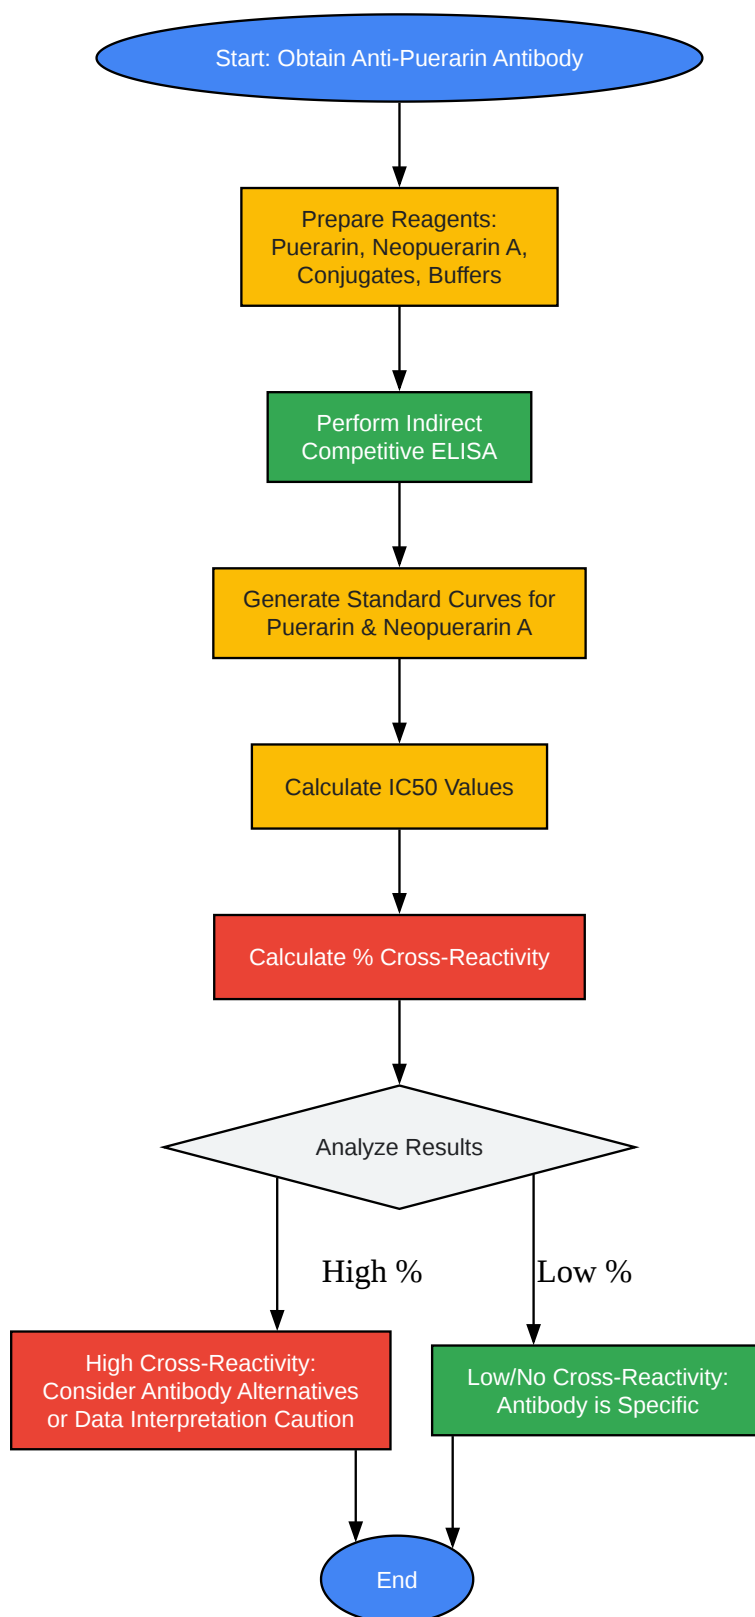 Start: Obtain Anti-Puerarin Antibody
Prepare Reagents:
Puerarin, Neopuerarin A,
Conjugates, Buffers
Perform Indirect
Competitive ELISA
Generate Standard Curves for
Puerarin & Neopuerarin A
Calculate IC50 Values
Calculate % Cross-Reactivity
Analyze Results
High %
Low %
High Cross-Reactivity:
Consider Antibody Alternatives
or Data Interpretation Caution
Low/No Cross-Reactivity:
Antibody is Specific
End